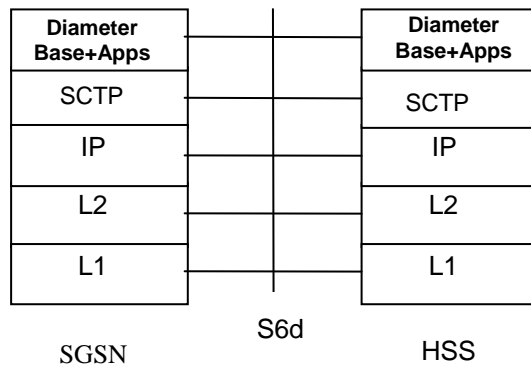 Diameter
Base+Apps
SCTP
IP
L2
L1
SGSN
S6d
Diameter
Base+Apps
SCTP
IP
L2
L1
HSS